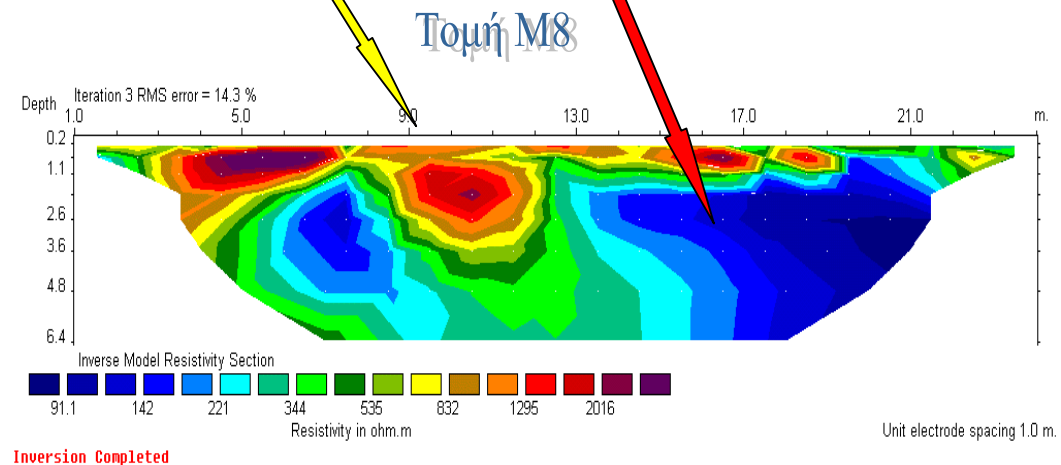 Τομή M8
Iteration 3 RMS error = 14.3 %
Depth 1.0 5.0 9.0 13.0 17.0 21.0 m.
0.2
1.1
2.6
3.6
4.8
6.4
Inverse Model Resistivity Section
91.1 142 221 344 535 832 1295 2016
Resistivity in ohm.m
Unit electrode spacing 1.0 m.
Inversion Completed